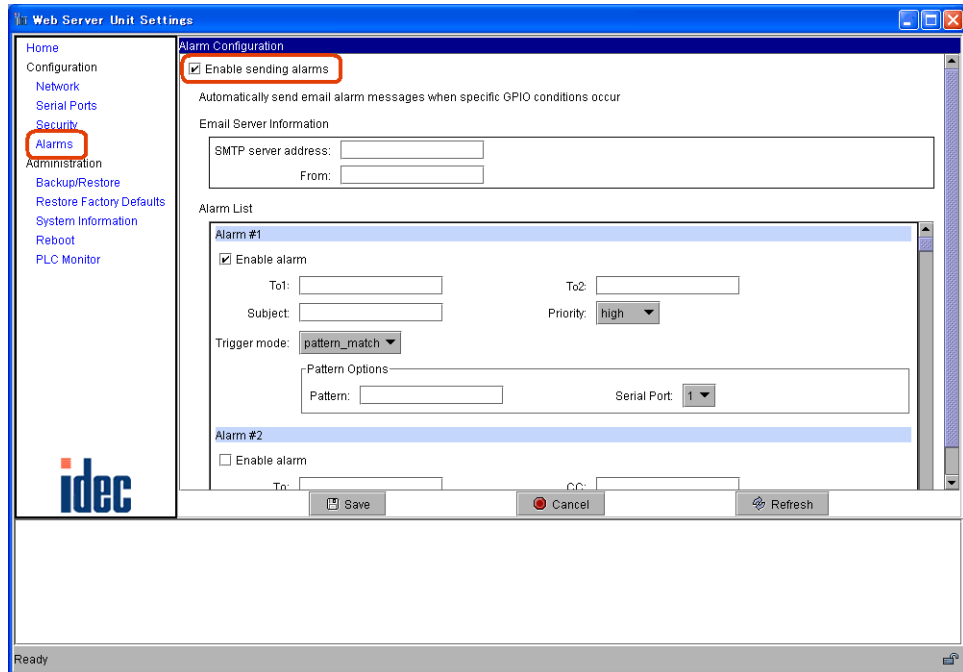 Web Server Unit Settings
Home
Configuration
Network
Serial Ports
Security
Alarms
Administration
Backup/Restore
Restore Factory Defaults
System Information
Reboot
PLC Monitor
idec
Alarm Configuration
Enable sending alarms
Automatically send email alarm messages when specific GPIO conditions occur
Email Server Information
SMTP server address:
From:
Alarm List
Alarm #1
Enable alarm
To1: To2:
Subject: Priority: high
Trigger mode: pattern_match
Pattern Options
Pattern: Serial Port: 1
Alarm #2
Enable alarm
To: CC:
Save Cancel Refresh
Ready